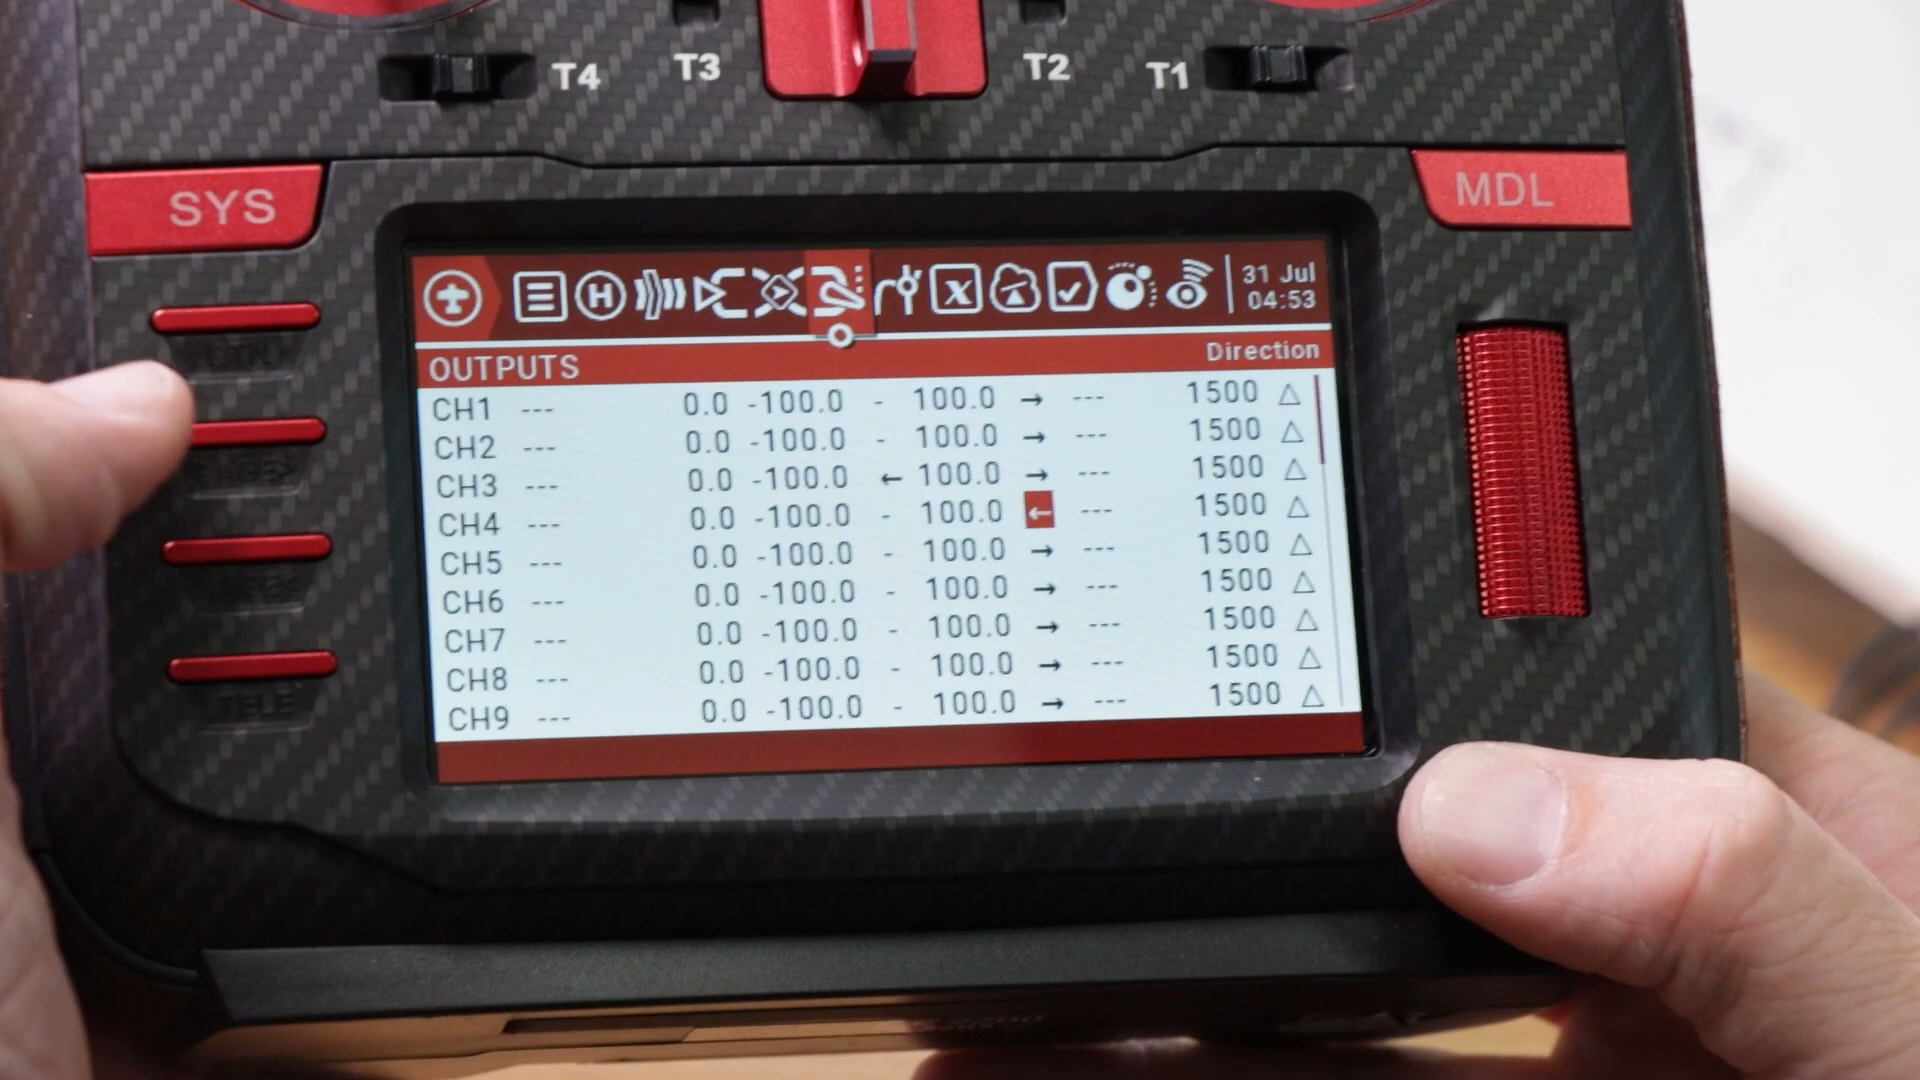 T4 T3 T2 T1
SYS MDL
H X 31 Jul
04:53
OUTPUTS Direction
CH1 --- 0.0 -100.0 - 100.0 → --- 1500 △
CH2 --- 0.0 -100.0 - 100.0 → --- 1500 △
CH3 --- 0.0 -100.0 ← 100.0 → --- 1500 △
CH4 --- 0.0 -100.0 - 100.0 ← --- 1500 △
CH5 --- 0.0 -100.0 - 100.0 → --- 1500 △
CH6 --- 0.0 -100.0 - 100.0 → --- 1500 △
CH7 --- 0.0 -100.0 - 100.0 → --- 1500 △
CH8 --- 0.0 -100.0 - 100.0 → --- 1500 △
CH9 --- 0.0 -100.0 - 100.0 → --- 1500 △
TELE